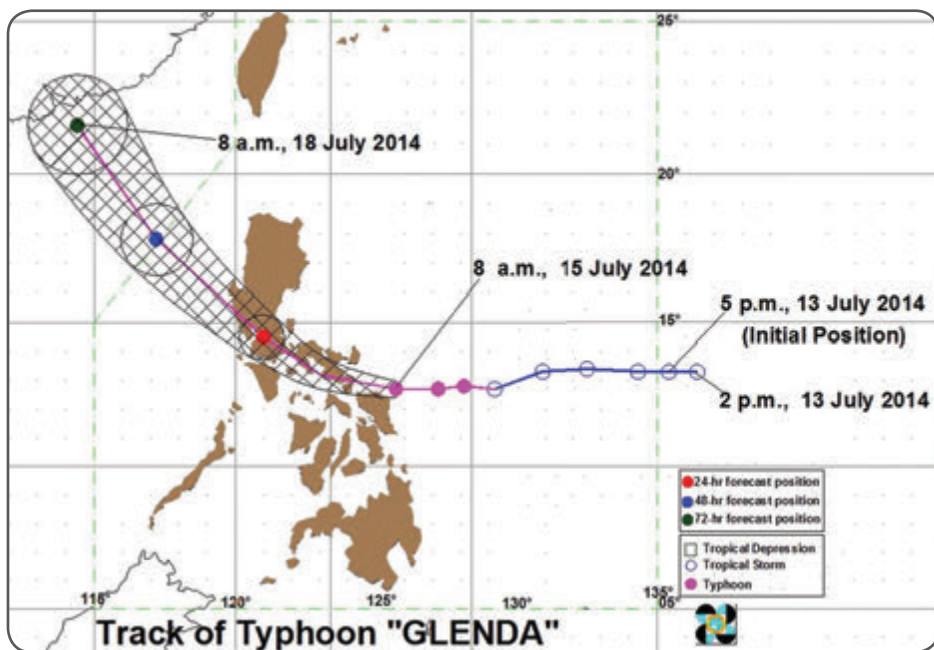 25°
8 a.m., 18 July 2014
20°
8 a.m., 15 July 2014
5 p.m., 13 July 2014
(Initial Position)
15°
2 p.m., 13 July 2014
24-hr forecast position
48-hr forecast position
72-hr forecast position
Tropical Depression
Tropical Storm
Typhoon
115°
120°
125°
130°
135°
05°
Track of Typhoon "GLENDA"